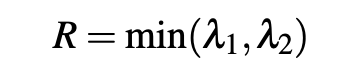 R = min(λ₁, λ₂)